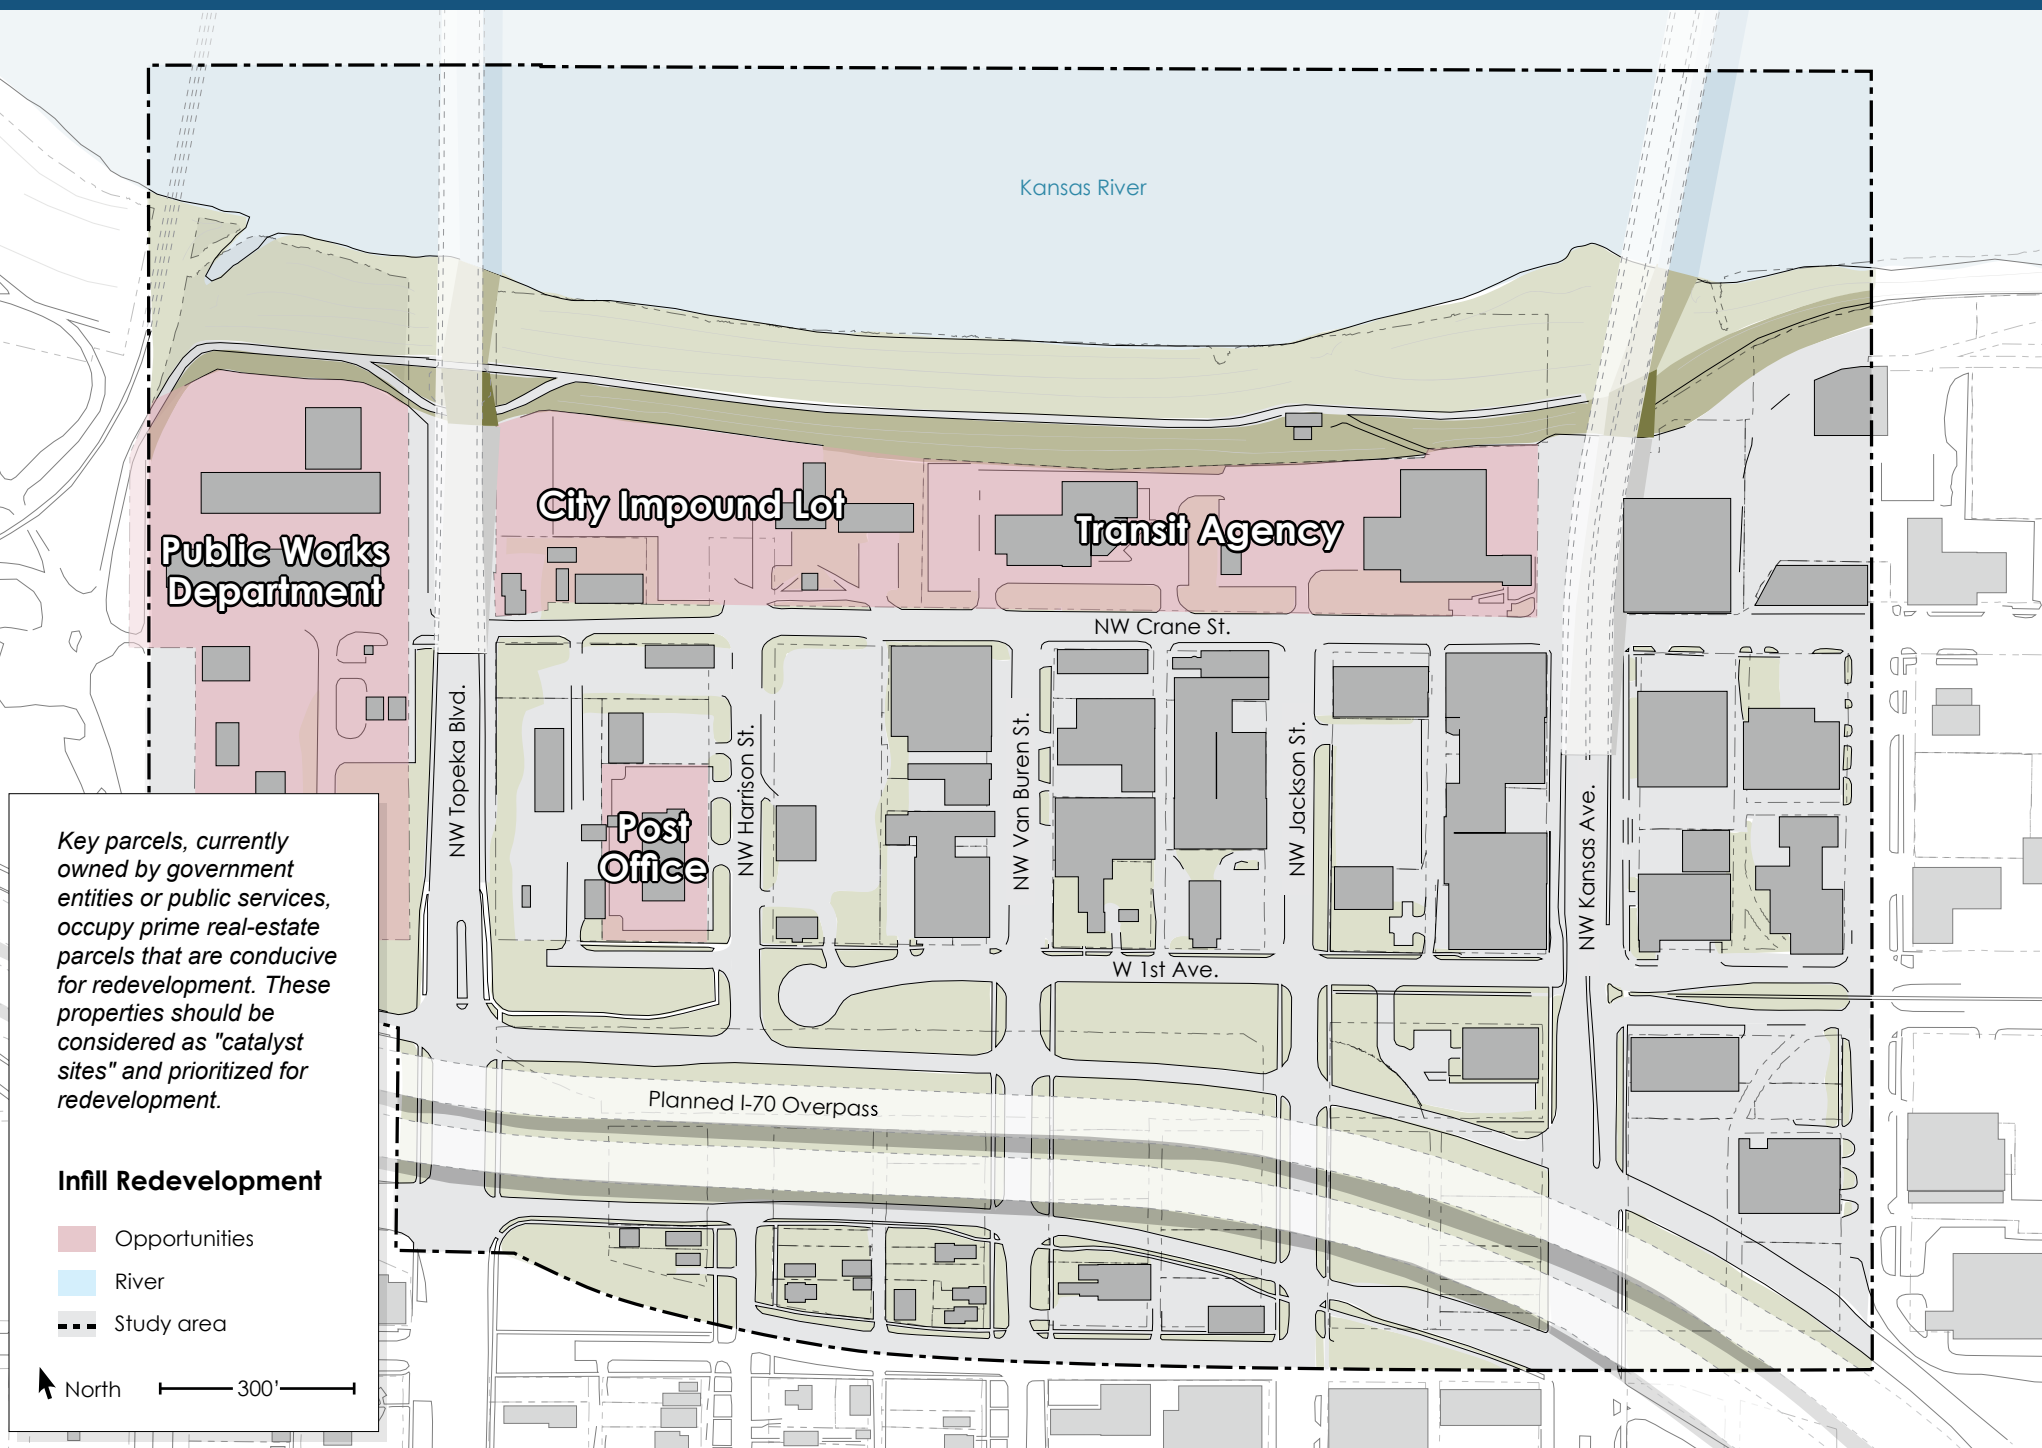 Kansas River
City Impound Lot
Transit Agency
Public Works
Department
NW Crane St.
NW Topeka Blvd.
NW Harrison St.
NW Van Buren St.
NW Jackson St.
NW Kansas Ave.
Post
Office
W 1st Ave.
Planned I-70 Overpass
Key parcels, currently
owned by government
entities or public services,
occupy prime real-estate
parcels that are conducive
for redevelopment. These
properties should be
considered as "catalyst
sites" and prioritized for
redevelopment.
Infill Redevelopment
Opportunities
River
Study area
North
300'